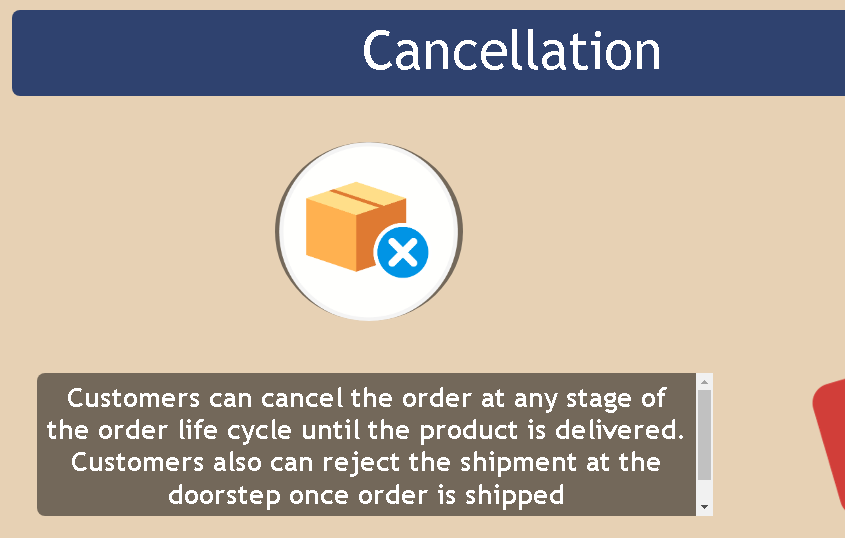 Cancellation
Customers can cancel the order at any stage of
the order life cycle until the product is delivered.
Customers also can reject the shipment at the
doorstep once order is shipped